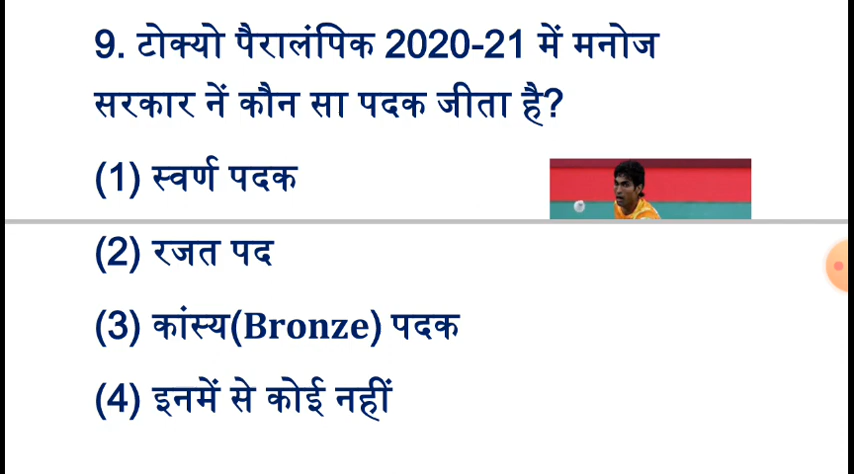 9. टोक्यो पैरालंपिक 2020-21 में मनोज
सरकार नें कौन सा पदक जीता है?
(1) स्वर्ण पदक
(2) रजत पद
(3) कांस्य(Bronze) पदक
(4) इनमें से कोई नहीं